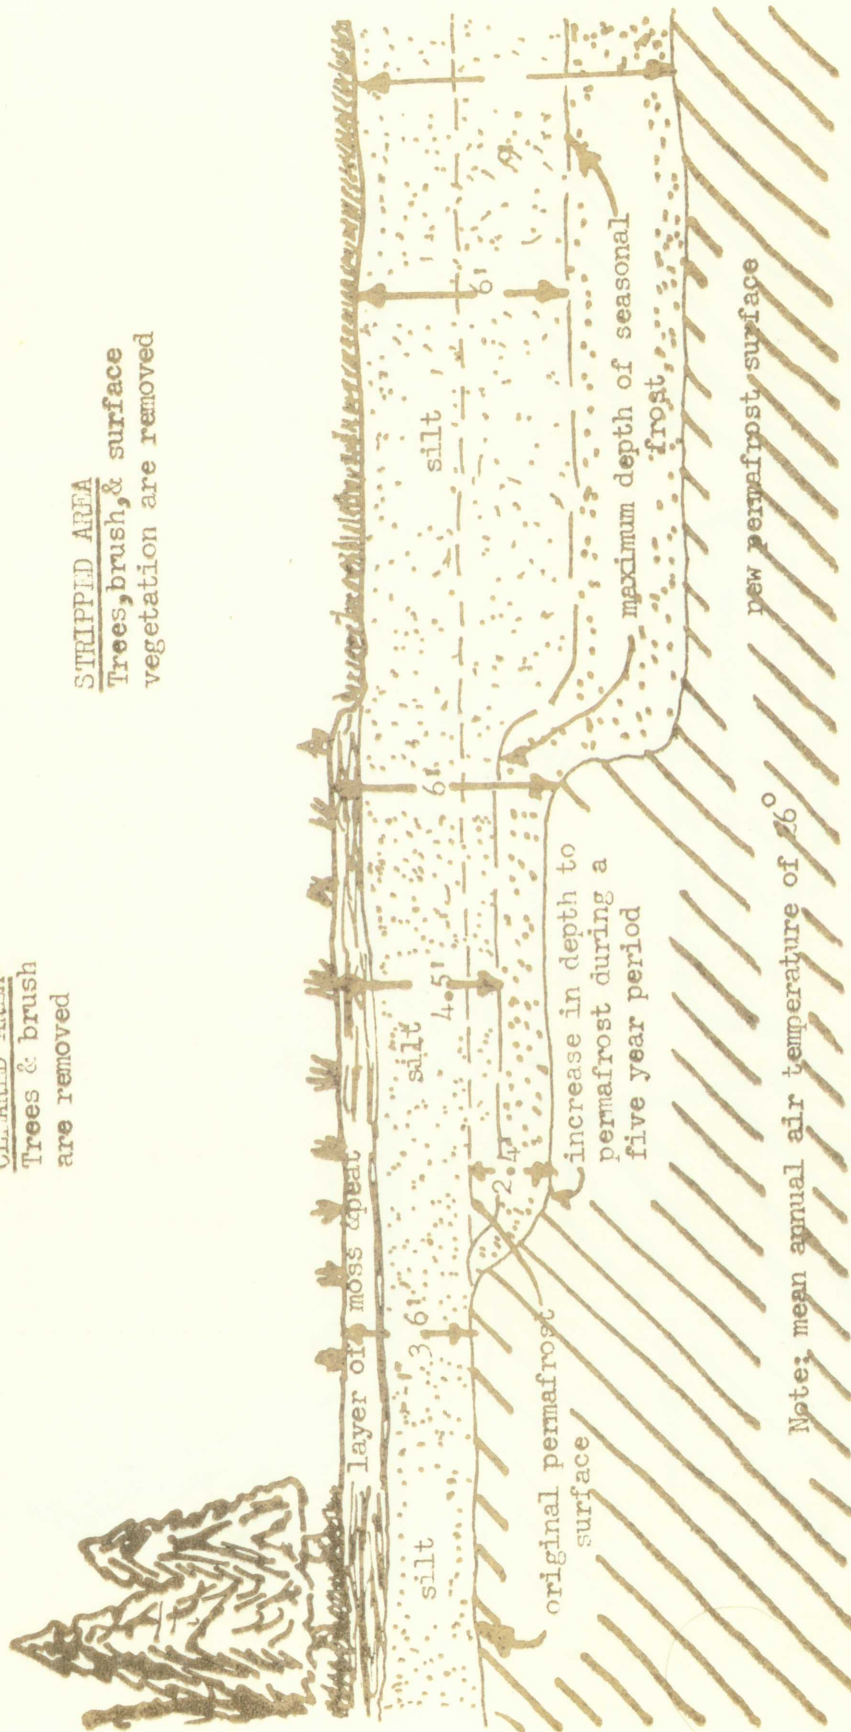 are removed
Trees & brush
STRIPPED AREA
Trees, brush, & surface
vegetation are removed
layer of moss & peat
silt
3 6'
silt
4.5'
6'
silt
6'
9
2.4'
original permafrost
surface
increase in depth to
permafrost during a
five year period
maximum depth of seasonal
frost
new permafrost surface
Note; mean annual air temperature of 26°